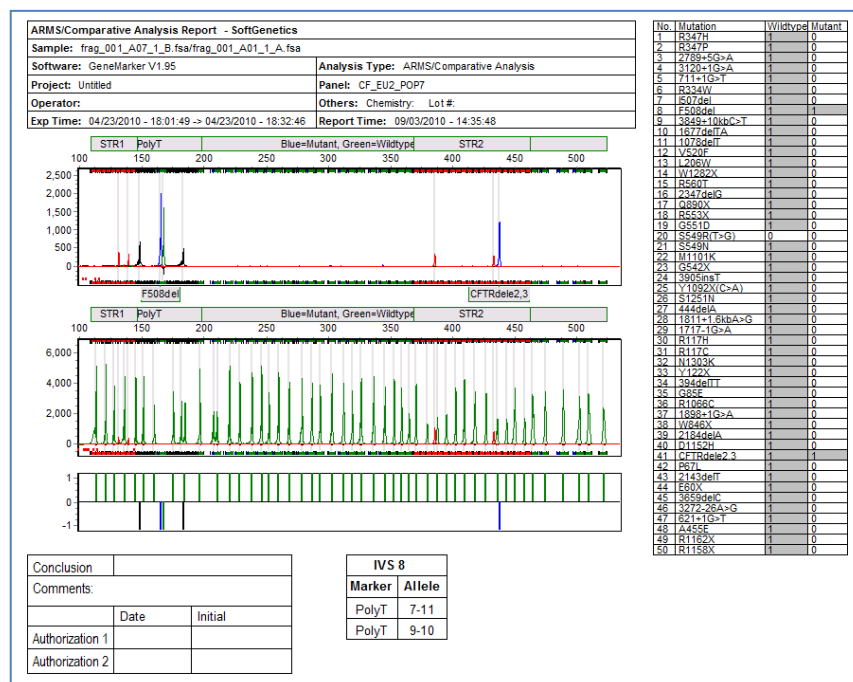 ARMS/Comparative Analysis Report - SoftGenetics
Sample: frag_001_A07_1_B.fsa/frag_001_A01_1_A.fsa
Software: GeneMarker V1.95 Analysis Type: ARMS/Comparative Analysis
Project: Untitled Panel: CF_EU2_POP7
Operator: Others: Chemistry: Lot #:
Exp Time: 04/23/2010 - 18:01:49 -> 04/23/2010 - 18:32:46 Report Time: 09/03/2010 - 14:35:48
STR1 PolyT Blue=Mutant, Green=Wildtype STR2
100 150 200 250 300 350 400 450 500
2,500
2,000
1,500
1,000
500
0
F508del CFTRdele2,3
STR1 PolyT Blue=Mutant, Green=Wildtype STR2
100 150 200 250 300 350 400 450 500
6,000
4,000
2,000
0
1
0
-1
Conclusion
Comments:
Date Initial
Authorization 1
Authorization 2
IVS 8
Marker Allele
PolyT 7-11
PolyT 9-10
No. Mutation Wildtype Mutant
1 R347H 1 0
2 R347P 1 0
3 2789+5G>A 1 0
4 3120+1G>A 1 0
5 711+1G>T 1 0
6 R334W 1 0
7 I507del 1 0
8 F508del 1 1
9 3849+10kbC>T 1 0
10 1677delTA 1 0
11 1078delT 1 0
12 V520F 1 0
13 L206W 1 0
14 W1282X 1 0
15 R560T 1 0
16 2347delG 1 0
17 Q890X 1 0
18 R553X 1 0
19 G551D 1 0
20 S549R(T>G) 0 0
21 S549N 1 0
22 M1101K 1 0
23 G542X 1 0
24 3905insT 1 0
25 Y1092X(C>A) 1 0
26 S1251N 1 0
27 444delA 1 0
28 1811+1.6kbA>G 1 0
29 1717-1G>A 1 0
30 R117H 1 0
31 R117C 1 0
32 N1303K 1 0
33 Y122X 1 0
34 394delTT 1 0
35 G85E 1 0
36 R1066C 1 0
37 1898+1G>A 1 0
38 W846X 1 0
39 2184delA 1 0
40 D1152H 1 0
41 CFTRdele2,3 1 1
42 P67L 1 0
43 2143delT 1 0
44 E60X 1 0
45 3659delC 1 0
46 3272-26A>G 1 0
47 621+1G>T 1 0
48 A455E 1 0
49 R1162X 1 0
50 R1158X 1 0